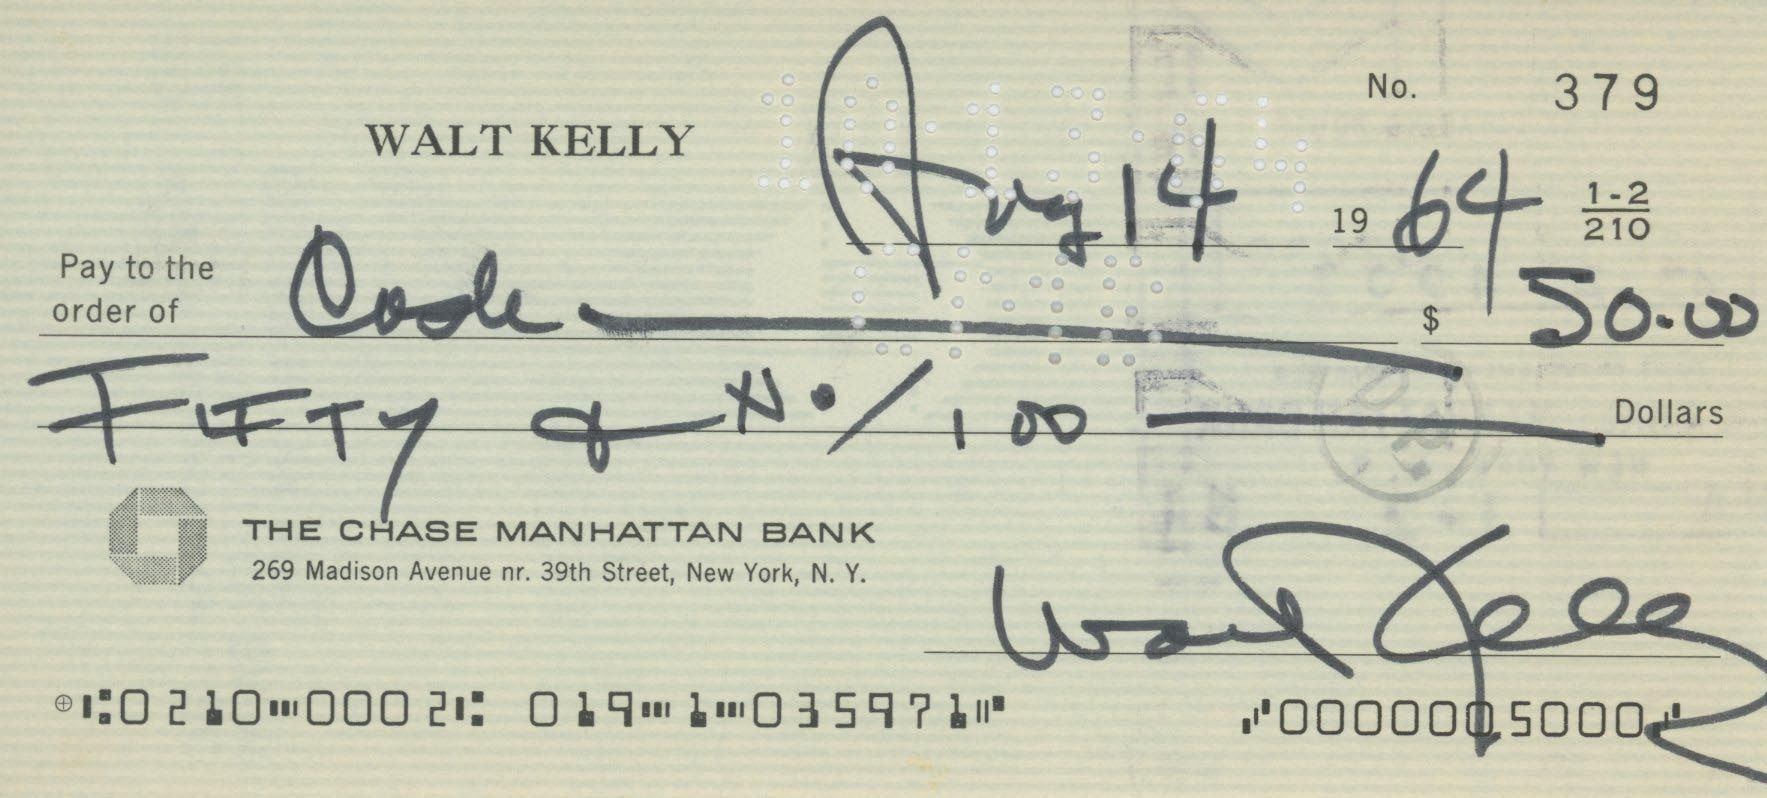 No. 379
WALT KELLY
Aug 14 19 64 1-2/210
Pay to the order of Cash $ 50.00
FIFTY & No/100 Dollars
THE CHASE MANHATTAN BANK
269 Madison Avenue nr. 39th Street, New York, N. Y.
Walt Kelly
⑆0210⑉0002⑆ 019⑉1⑉035971⑈ ⑈0000005000⑈